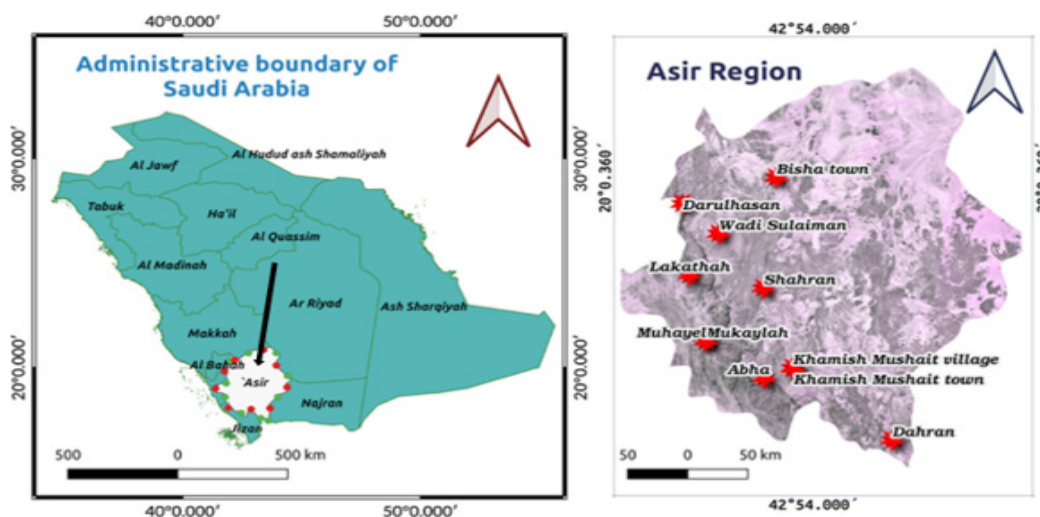 40°0.000′ 50°0.000′
Administrative boundary of
Saudi Arabia
30°0.000′
30°0.000′
20°0.000′
20°0.000′
Al Jawf
Al Hudud ash Shamaliyah
Tabuk
Ha'il
Al Quassim
Al Madinah
Ar Riyad
Ash Sharqiyah
Makkah
Al Bahah
`Asir
Najran
Jizan
500 0 500 km
40°0.000′ 50°0.000′
42°54.000′
Asir Region
20°0.360′
Bisha town
Darulhasan
Wadi Sulaiman
Lakathah
Shahran
MuhayelMukaylah
Khamish Mushait village
Abha
Khamish Mushait town
Dahran
50 0 50 km
42°54.000′